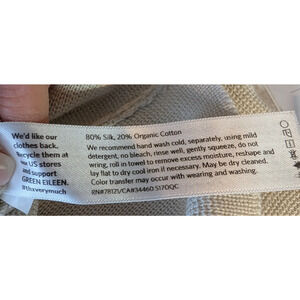 We'd like our
clothes back.
Recycle them at
our US stores
and support
GREEN EILEEN.
#thxverymuch
80% Silk, 20% Organic Cotton
We recommend hand wash cold, separately, using mild
detergent, no bleach, rinse well, gently squeeze, do not
wring, roll in towel to remove excess moisture, reshape and
lay flat to dry cool iron if necessary. May be dry cleaned.
Color transfer may occur with wearing and washing.
RN#78121/CA#34460 S17DQC